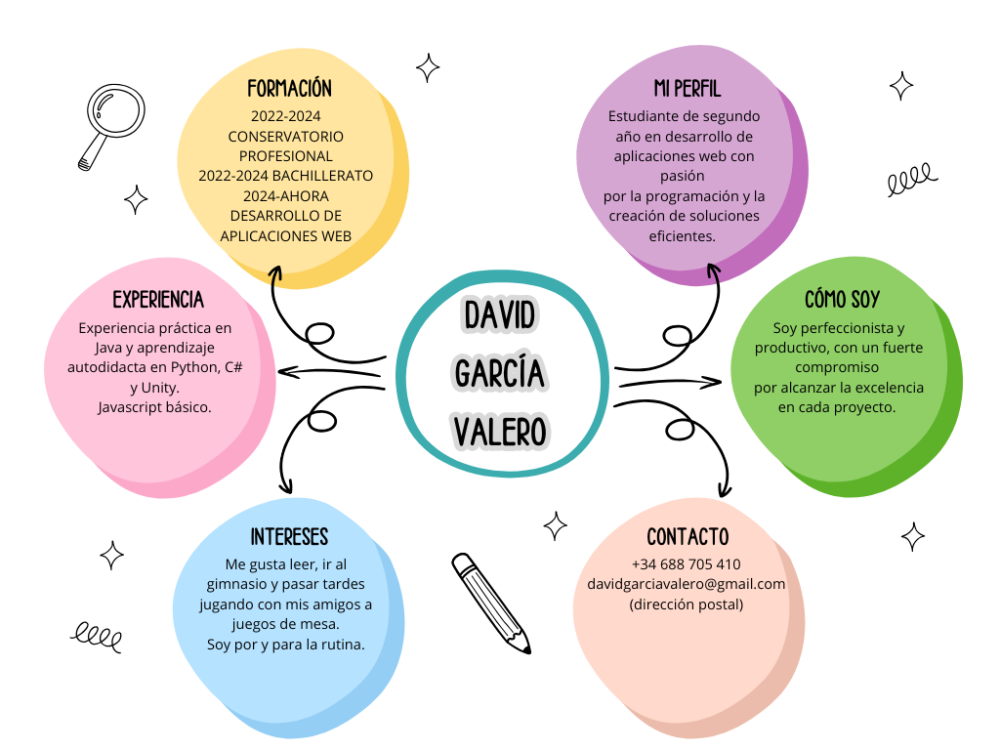 FORMACIÓN
2022-2024
CONSERVATORIO
PROFESIONAL
2022-2024 BACHILLERATO
2024-AHORA
DESARROLLO DE
APLICACIONES WEB
MI PERFIL
Estudiante de segundo
año en desarrollo de
aplicaciones web con
pasión
por la programación y la
creación de soluciones
eficientes.
EXPERIENCIA
Experiencia práctica en
Java y aprendizaje
autodidacta en Python, C#
y Unity.
Javascript básico.
DAVID
GARCÍA
VALERO
CÓMO SOY
Soy perfeccionista y
productivo, con un fuerte
compromiso
por alcanzar la excelencia
en cada proyecto.
INTERESES
Me gusta leer, ir al
gimnasio y pasar tardes
jugando con mis amigos a
juegos de mesa.
Soy por y para la rutina.
CONTACTO
+34 688 705 410
davidgarciavalero@gmail.com
(dirección postal)